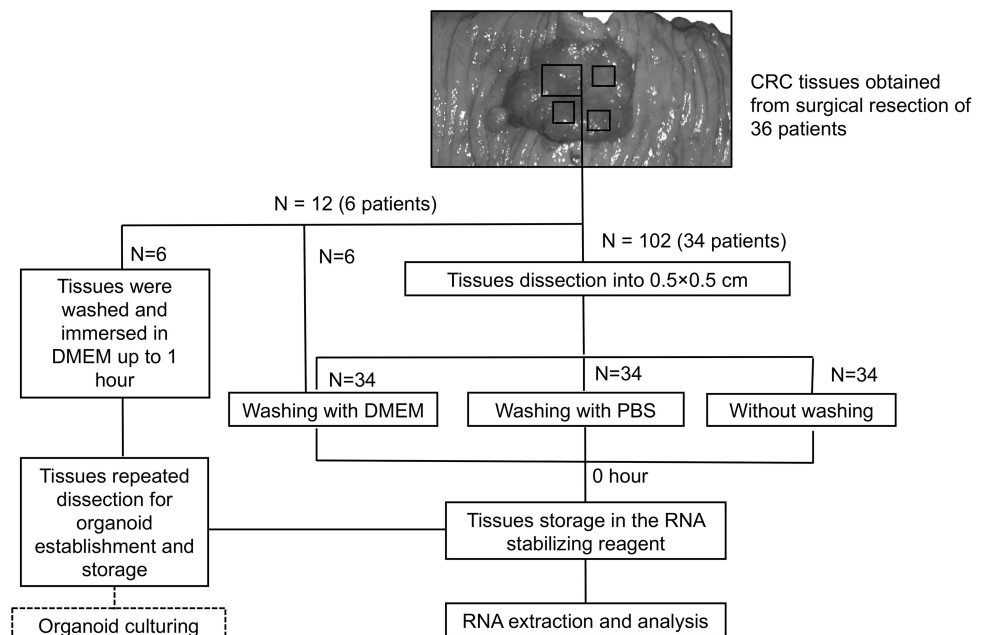 CRC tissues obtained
from surgical resection of
36 patients
N = 12 (6 patients)
N = 102 (34 patients)
N=6
N=6
Tissues dissection into 0.5×0.5 cm
Tissues were
washed and
immersed in
DMEM up to 1
hour
N=34
N=34
N=34
Washing with DMEM
Washing with PBS
Without washing
0 hour
Tissues repeated
dissection for
organoid
establishment and
storage
Tissues storage in the RNA
stabilizing reagent
Organoid culturing
RNA extraction and analysis